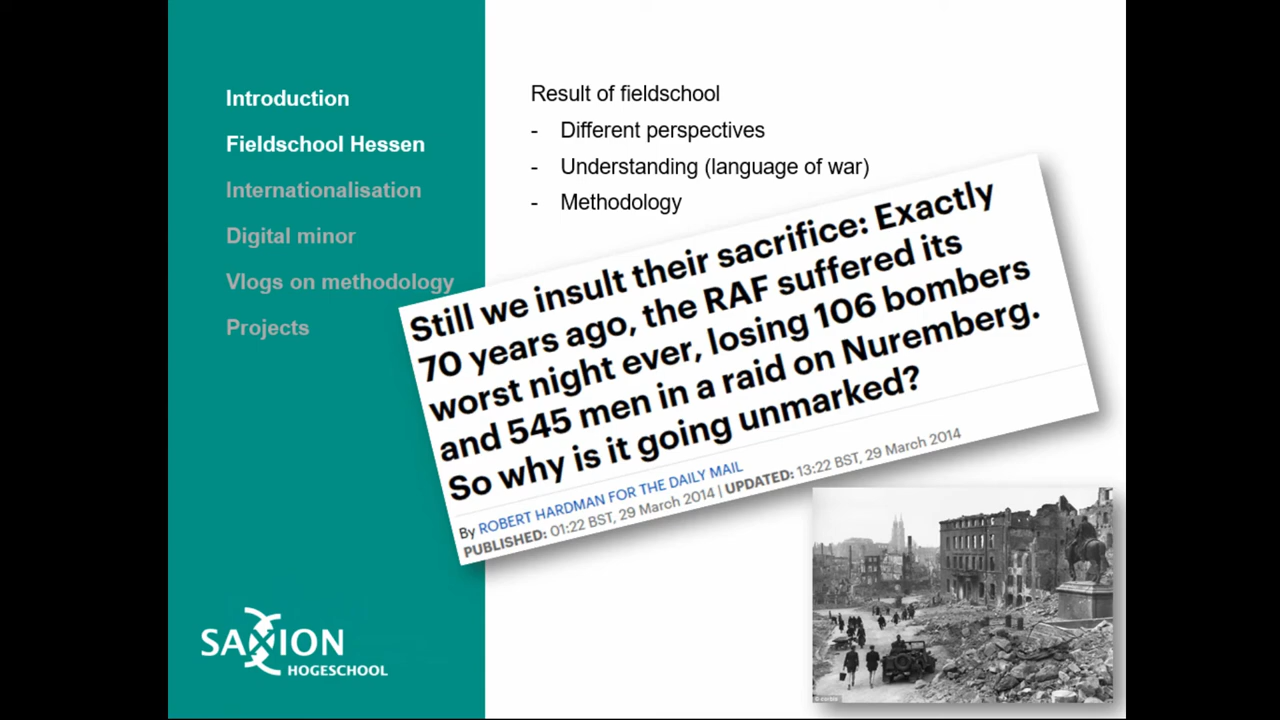 Introduction
Fieldschool Hessen
Internationalisation
Digital minor
Vlogs on methodology
Projects
SAXION
HOGESCHOOL
Result of fieldschool
- Different perspectives
- Understanding (language of war)
- Methodology
Still we insult their sacrifice: Exactly
70 years ago, the RAF suffered its
worst night ever, losing 106 bombers
and 545 men in a raid on Nuremberg.
So why is it going unmarked?
By ROBERT HARDMAN FOR THE DAILY MAIL
PUBLISHED: 01:22 BST, 29 March 2014 | UPDATED: 13:22 BST, 29 March 2014